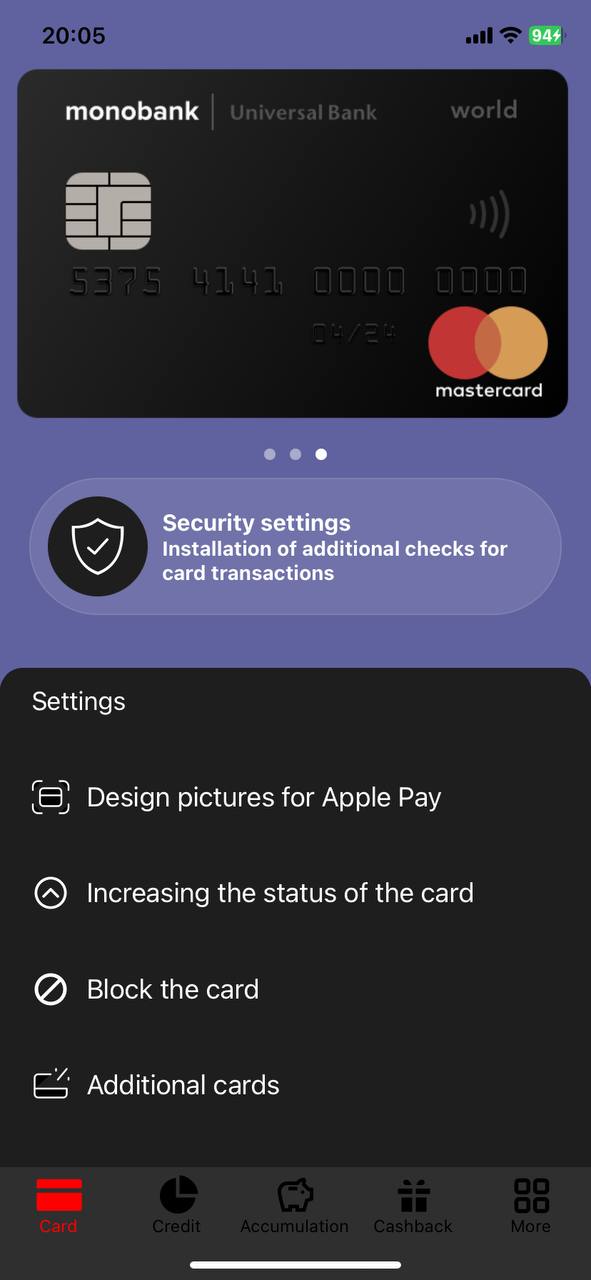 20:05
94
monobank | Universal Bank world
5375 4141 0000 0000
04/24
mastercard
Security settings
Installation of additional checks for
card transactions
Settings
Design pictures for Apple Pay
Increasing the status of the card
Block the card
Additional cards
Card Credit Accumulation Cashback More